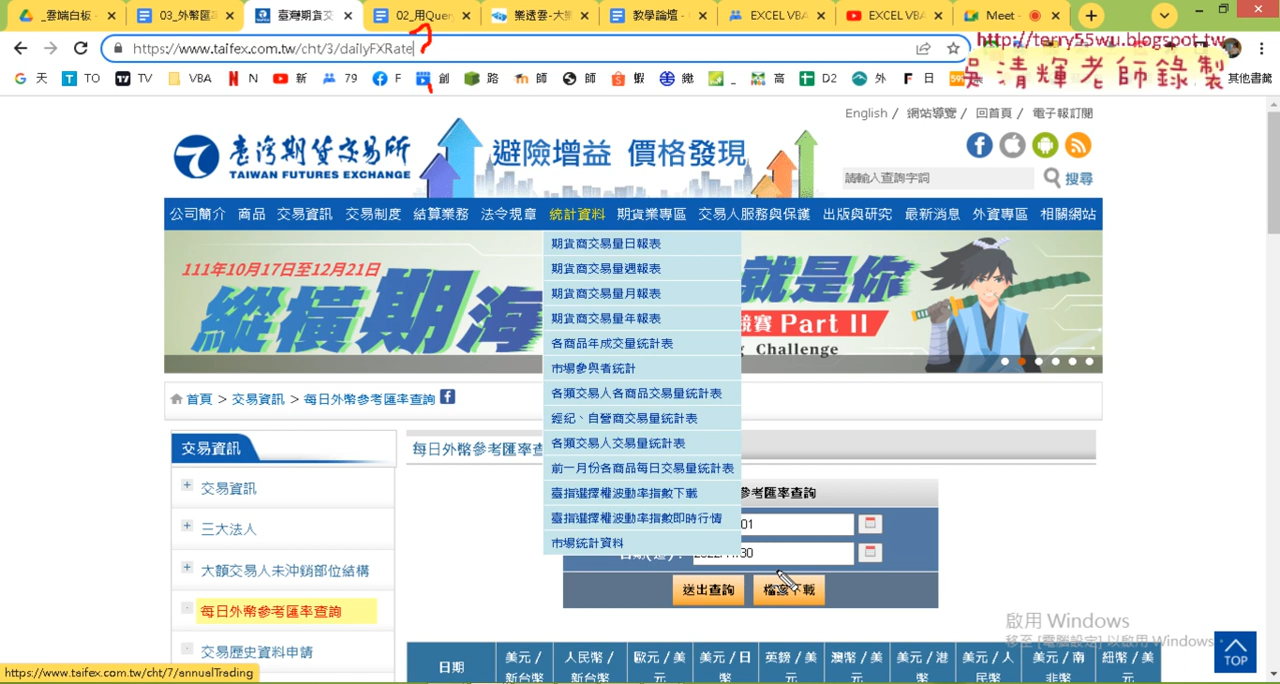 _雲端白板 -
03_外幣匯率
臺灣期貨交
02_用Quer
樂透雲-大樂
教學論壇 -
EXCEL VBA
EXCEL VBA
Meet -
https://www.taifex.com.tw/cht/3/dailyFXRate
http://terry55wu.blogspot.tw
吳清輝老師錄製
天 TO TV VBA N 新 79 F 創 路 師 師 蝦 _ 高 D2 外 日 其他書籤
English / 網站導覽 / 回首頁 / 電子報訂閱
臺灣期貨交易所
TAIWAN FUTURES EXCHANGE
避險增益 價格發現
請輸入查詢字詞
搜尋
公司簡介 商品 交易資訊 交易制度 結算業務 法令規章 統計資料 期貨業專區 交易人服務與保護 出版與研究 最新消息 外資專區 相關網站
期貨商交易量日報表
期貨商交易量週報表
期貨商交易量月報表
期貨商交易量年報表
各商品年成交量統計表
市場參與者統計
各類交易人各商品交易量統計表
經紀、自營商交易量統計表
各類交易人交易量統計表
前一月份各商品每日交易量統計表
臺指選擇權波動率指數下載
臺指選擇權波動率指數即時行情
市場統計資料
111年10月17日至12月21日
縱橫期海
就是你
競賽 Part II
Challenge
首頁 > 交易資訊 > 每日外幣參考匯率查詢
交易資訊
交易資訊
三大法人
大額交易人未沖銷部位結構
每日外幣參考匯率查詢
交易歷史資料申請
每日外幣參考匯率查
參考匯率查詢
01
送出查詢
檔案下載
日期
美元 / 新台幣
人民幣 / 新台幣
歐元 / 美元
美元 / 日幣
英鎊 / 美元
澳幣 / 美元
美元 / 港幣
美元 / 人民幣
美元 / 南非幣
紐幣 / 美元
啟用 Windows
移至 [電腦設定] 以啟用 Windows。
TOP
https://www.taifex.com.tw/cht/7/annualTrading